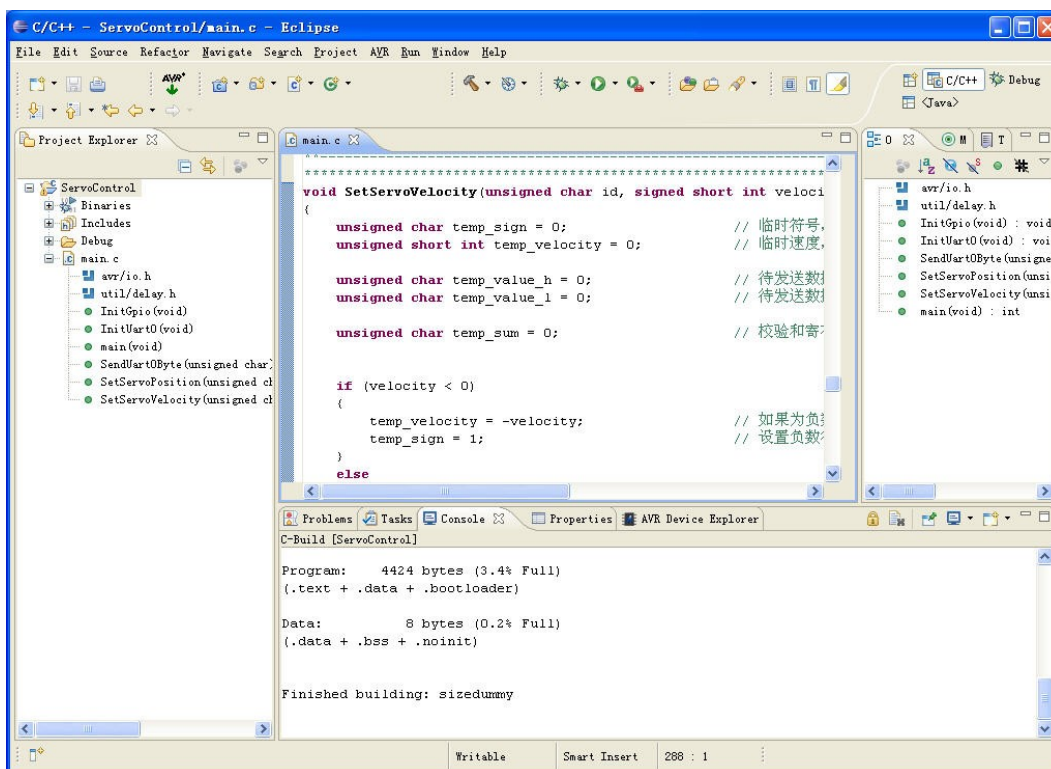 C/C++ - ServoControl/main.c - Eclipse
File Edit Source Refactor Navigate Search Project AVR Run Window Help
AVR
C/C++ Debug
<Java>
Project Explorer
ServoControl
Binaries
Includes
Debug
main.c
avr/io.h
util/delay.h
InitGpio(void)
InitUart0(void)
main(void)
SendUart0Byte(unsigned char)
SetServoPosition(unsigned ch
SetServoVelocity(unsigned ch
main.c
*******************************************************************
void SetServoVelocity(unsigned char id, signed short int veloci
{
unsigned char temp_sign = 0; // 临时符号,
unsigned short int temp_velocity = 0; // 临时速度,
unsigned char temp_value_h = 0; // 待发送数据
unsigned char temp_value_l = 0; // 待发送数据
unsigned char temp_sum = 0; // 校验和寄存
if (velocity < 0)
{
temp_velocity = -velocity; // 如果为负数
temp_sign = 1; // 设置负数
}
else
O M T
avr/io.h
util/delay.h
InitGpio(void) : void
InitUart0(void) : voi
SendUart0Byte(unsigne
SetServoPosition(unsi
SetServoVelocity(unsi
main(void) : int
Problems Tasks Console Properties AVR Device Explorer
C-Build [ServoControl]
Program: 4424 bytes (3.4% Full)
(.text + .data + .bootloader)
Data: 8 bytes (0.2% Full)
(.data + .bss + .noinit)
Finished building: sizedummy
Writable Smart Insert 288 : 1